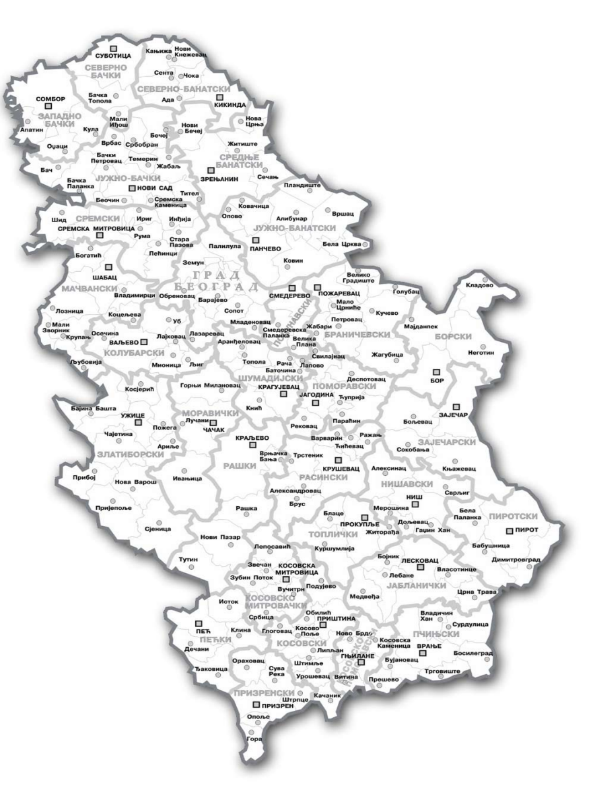 СУБОТИЦА
Кањижа
Нови
Кнежевац
СЕВЕРНО
БАЧКИ
Сента
Чока
СЕВЕРНО-БАНАТСКИ
СОМБОР
Бачка
Топола
Ада
КИКИНДА
ЗАПАДНО
БАЧКИ
Мали
Иђош
Апатин
Кула
Бечеј
Нови
Бечеј
Нова
Црња
Врбас
Србобран
Оџаци
Житиште
Бачки
Петровац
Темерин
СРЕДЊЕ
БАНАТСКИ
Бач
Жабаљ
ЈУЖНО-БАЧКИ
ЗРЕЊАНИН
Сечањ
Бачка
Паланка
НОВИ САД
Тител
Пландиште
Беочин
Сремска
Каменица
Ковачица
Шид
СРЕМСКИ
Ириг
Инђија
Опово
Алибунар
Вршац
СРЕМСКА МИТРОВИЦА
Рума
ЈУЖНО-БАНАТСКИ
Стара
Пазова
Палилула
ПАНЧЕВО
Бела Црква
Богатић
Пећинци
Земун
Ковин
ШАБАЦ
ГРАД
БЕОГРАД
Велико
Градиште
Кладово
МАЧВАНСКИ
Владимирци
Обреновац
СМЕДЕРЕВО
ПОЖАРЕВАЦ
Голубац
Барајево
Мало
Црниће
Лозница
Коцељева
Сопот
Кучево
Мали
Зворник
Уб
Младеновац
Петровац
Мајданпек
Осечина
Лајковац
Лазаревац
Смедеревска
Паланка
Жабари
БРАНИЧЕВСКИ
БОРСКИ
Крупањ
ВАЉЕВО
Аранђеловац
Велика
Плана
КОЛУБАРСКИ
Свилајнац
Жагубица
Неготин
Љубовија
Мионица
Љиг
Топола
Рача
Лапово
Баточина
ШУМАДИЈСКИ
Деспотовац
БОР
Косјерић
Горњи Милановац
КРАГУЈЕВАЦ
ПОМОРАВСКИ
ЈАГОДИНА
Ћуприја
Бајина Башта
МОРАВИЧКИ
Кнић
ЗАЈЕЧАР
УЖИЦЕ
Лучани
Параћин
Бољевац
Пожега
ЧАЧАК
Рековац
Чајетина
КРАЉЕВО
Варварин
Ражањ
ЗАЈЕЧАРСКИ
Ариље
Ћићевац
Сокобања
ЗЛАТИБОРСКИ
Врњачка
Бања
Трстеник
РАШКИ
КРУШЕВАЦ
Алексинац
Књажевац
Прибој
Нова Варош
Ивањица
РАСИНСКИ
НИШАВСКИ
Александровац
Сврљиг
Пријепоље
Рашка
Брус
НИШ
Блаце
Мерошина
Бела
Паланка
ПИРОТСКИ
Сјеница
ПРОКУПЉЕ
Дољевац
ПИРОТ
Нови Пазар
ТОПЛИЧКИ
Житорађа
Гаџин Хан
Лепосавић
Куршумлија
Бабушница
Тутин
Бојник
ЛЕСКОВАЦ
Димитровград
Звечан
КОСОВСКА
МИТРОВИЦА
Власотинце
Зубин Поток
Лебане
Вучитрн
Подујево
ЈАБЛАНИЧКИ
Исток
КОСОВСКО
МИТРОВАЧКИ
Медвеђа
Црна Трава
Србица
Обилић
ПРИШТИНА
Владичин
Хан
ПЕЋ
Клина
Глоговац
Косово
Поље
Ново Брдо
Сурдулица
ПЕЋКИ
КОСОВСКИ
Липљан
Косовска
Каменица
ПЧИЊСКИ
Дечани
ГЊИЛАНЕ
ВРАЊЕ
Ораховац
Штимље
Бујановац
Босилеград
Ђаковица
Сува
Река
Урошевац
Витина
Прешево
Трговиште
ПРИЗРЕНСКИ
Штрпце
Качаник
ПРИЗРЕН
Опоље
Гора